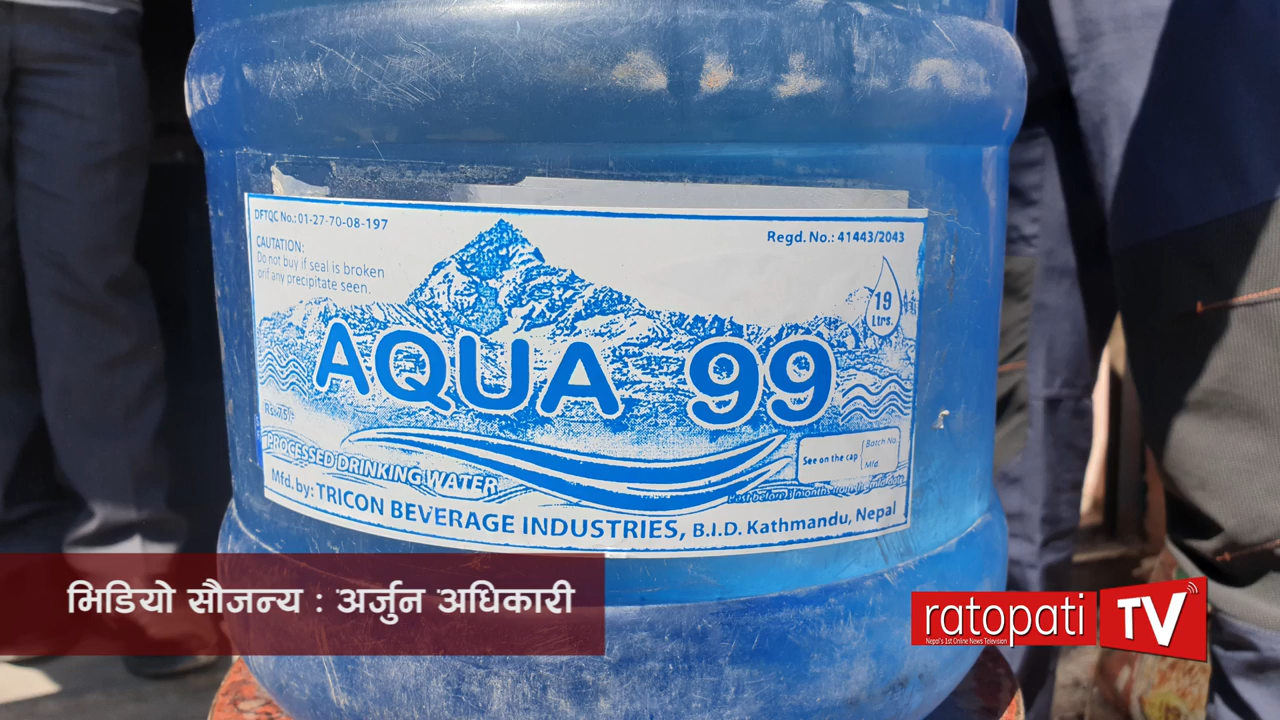 DFTQC No.: 01-27-70-08-197
Regd. No.: 41443/2043
CAUTATION:
Do not buy if seal is broken
orif any precipitate seen.
19
Ltrs.
AQUA 99
PROCESSED DRINKING WATER
See on the cap
Batch No
Mfd.
Mfd. by: TRICON BEVERAGE INDUSTRIES, B.I.D. Kathmandu, Nepal
भिडियो सौजन्य : अर्जुन अधिकारी
ratopati TV
Nepal's 1st Online News Television